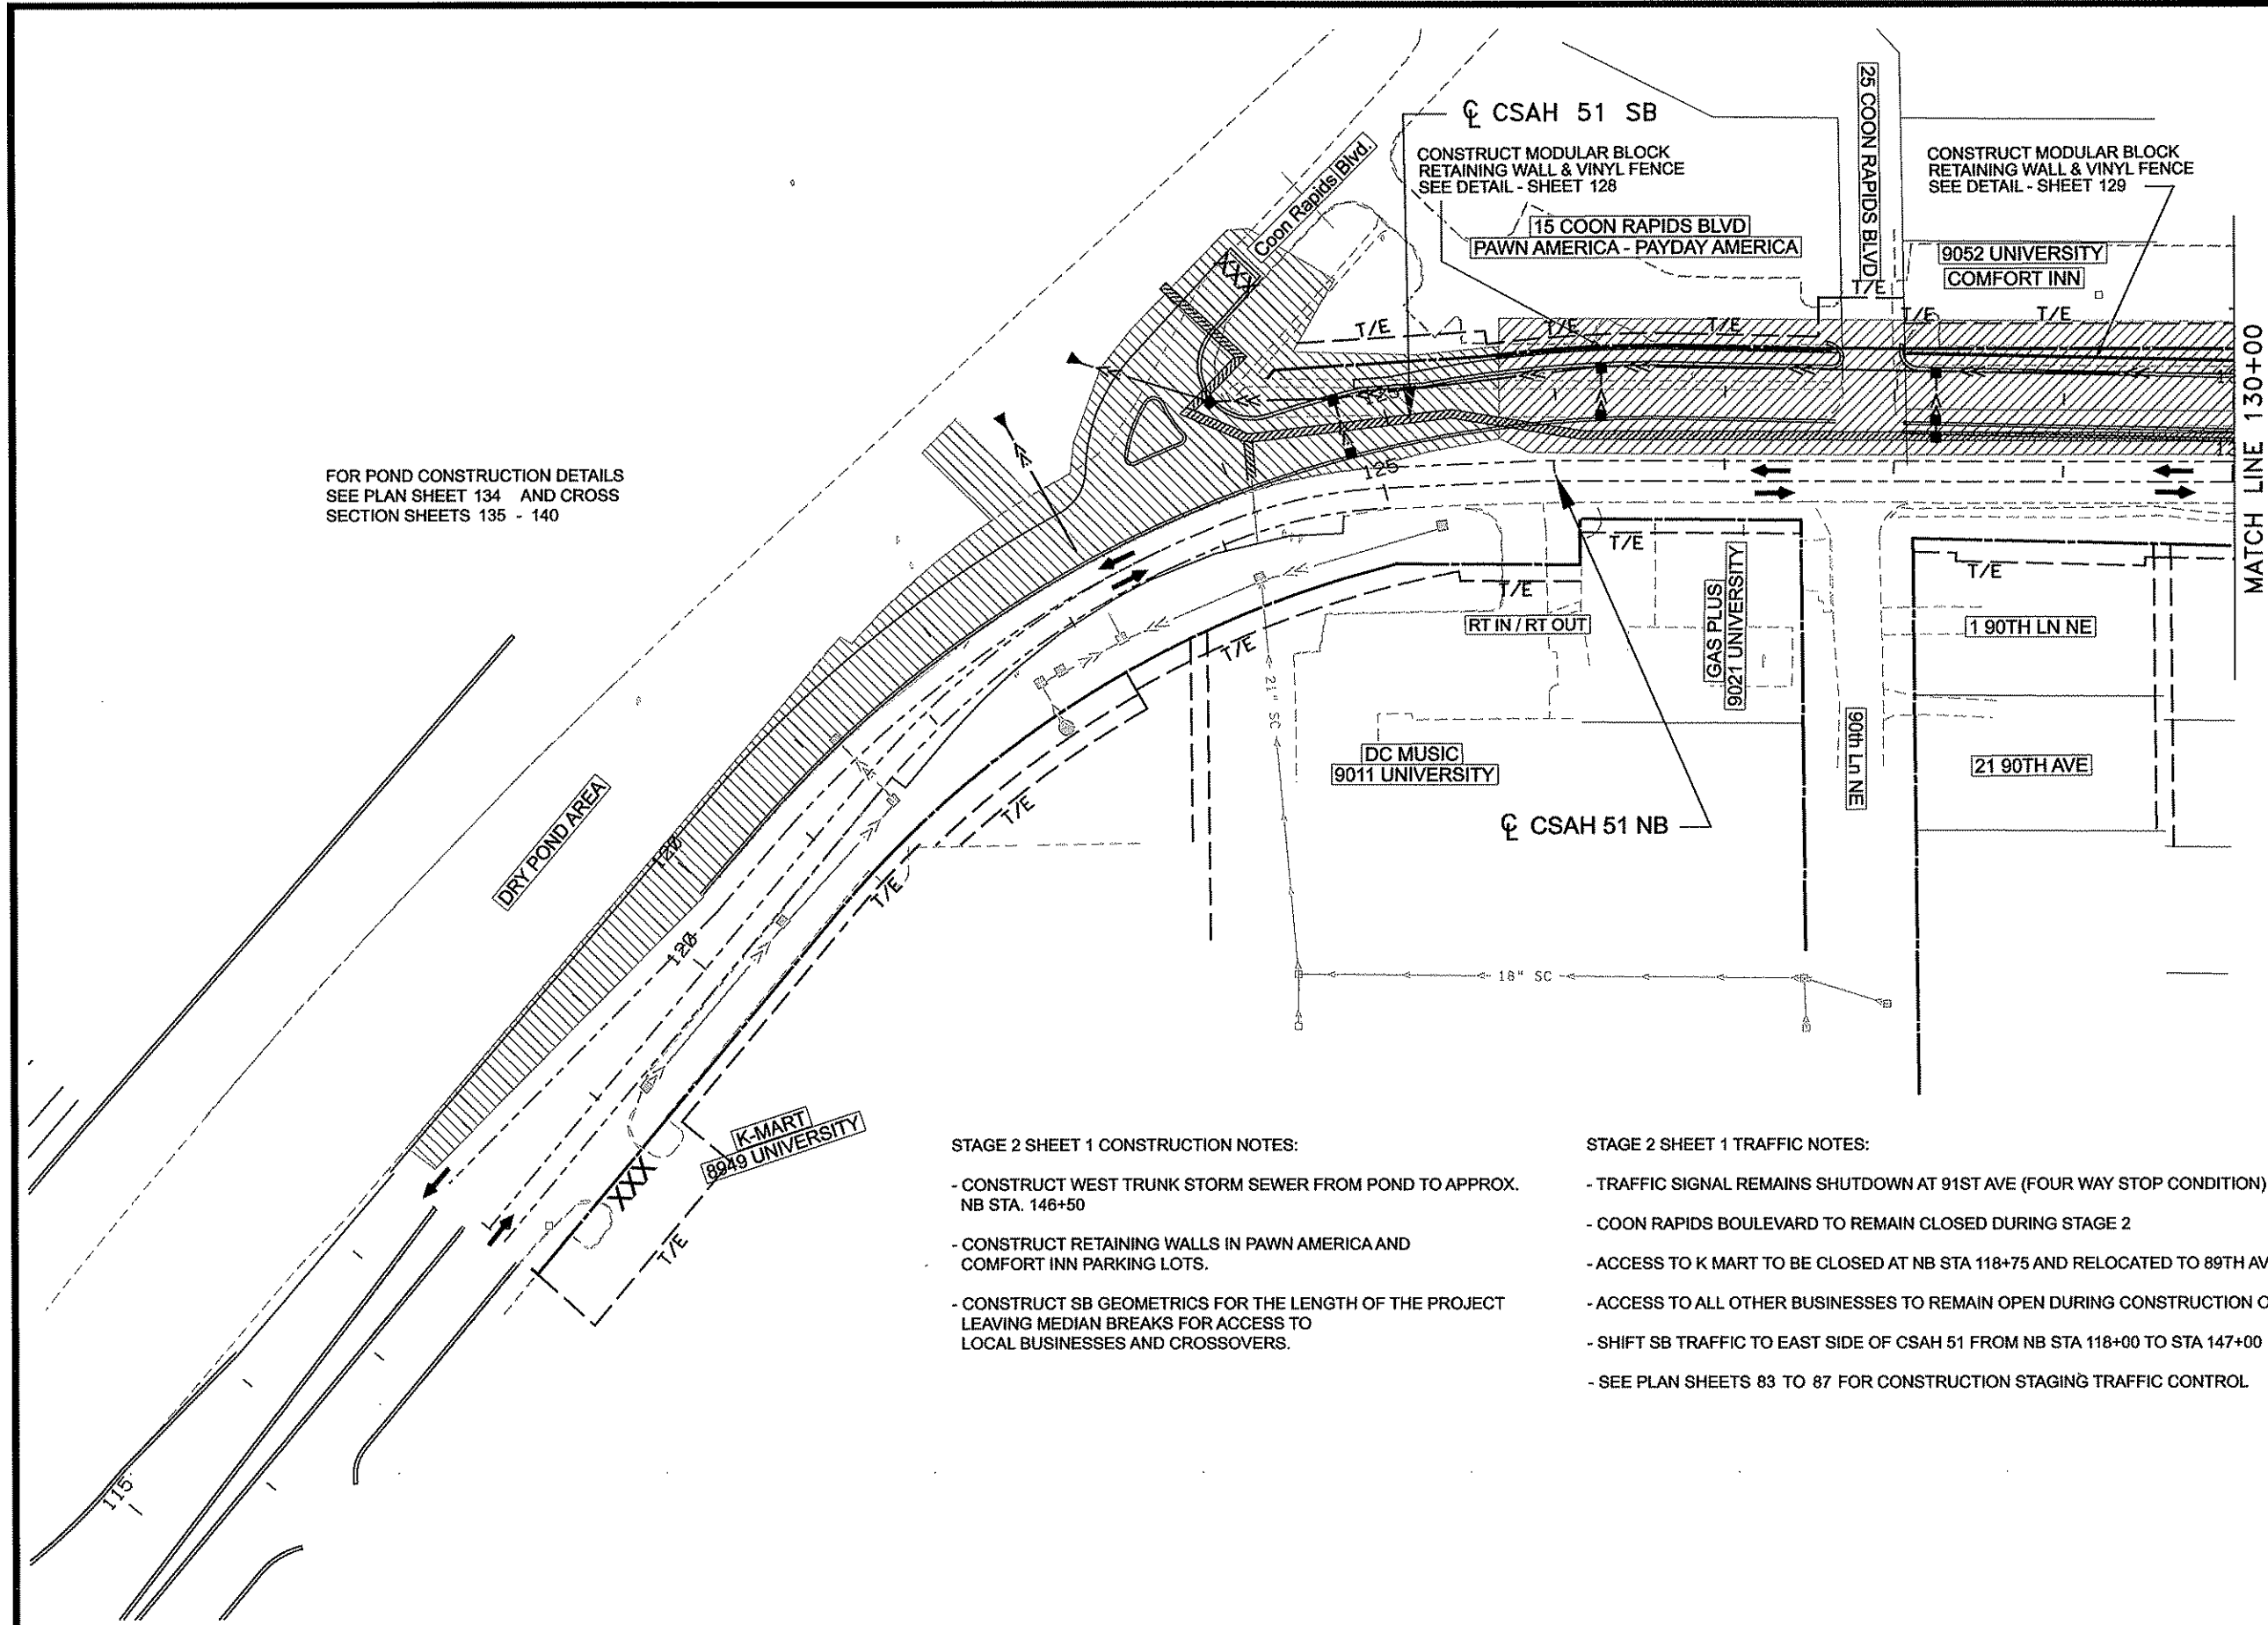 ℄ CSAH 51 SB
CONSTRUCT MODULAR BLOCK
RETAINING WALL & VINYL FENCE
SEE DETAIL - SHEET 128
15 COON RAPIDS BLVD
PAWN AMERICA - PAYDAY AMERICA
25 COON RAPIDS BLVD
CONSTRUCT MODULAR BLOCK
RETAINING WALL & VINYL FENCE
SEE DETAIL - SHEET 129
9052 UNIVERSITY
COMFORT INN
Coon Rapids Blvd.
XXX
T/E
T/E
T/E
T/E
T/E
T/E
MATCH LINE 130+00
125
125
FOR POND CONSTRUCTION DETAILS
SEE PLAN SHEET 134 AND CROSS
SECTION SHEETS 135 - 140
T/E
T/E
T/E
T/E
RT IN / RT OUT
GAS PLUS
9021 UNIVERSITY
1 90TH LN NE
21" SC
DC MUSIC
9011 UNIVERSITY
90th Ln NE
21 90TH AVE
℄ CSAH 51 NB
DRY POND AREA
120
120
T/E
T/E
18" SC
K-MART
8949 UNIVERSITY
XXX
T/E
115
STAGE 2 SHEET 1 CONSTRUCTION NOTES:
- CONSTRUCT WEST TRUNK STORM SEWER FROM POND TO APPROX.
NB STA. 146+50
- CONSTRUCT RETAINING WALLS IN PAWN AMERICA AND
COMFORT INN PARKING LOTS.
- CONSTRUCT SB GEOMETRICS FOR THE LENGTH OF THE PROJECT
LEAVING MEDIAN BREAKS FOR ACCESS TO
LOCAL BUSINESSES AND CROSSOVERS.
STAGE 2 SHEET 1 TRAFFIC NOTES:
- TRAFFIC SIGNAL REMAINS SHUTDOWN AT 91ST AVE (FOUR WAY STOP CONDITION)
- COON RAPIDS BOULEVARD TO REMAIN CLOSED DURING STAGE 2
- ACCESS TO K MART TO BE CLOSED AT NB STA 118+75 AND RELOCATED TO 89TH AV
- ACCESS TO ALL OTHER BUSINESSES TO REMAIN OPEN DURING CONSTRUCTION O
- SHIFT SB TRAFFIC TO EAST SIDE OF CSAH 51 FROM NB STA 118+00 TO STA 147+00
- SEE PLAN SHEETS 83 TO 87 FOR CONSTRUCTION STAGING TRAFFIC CONTROL